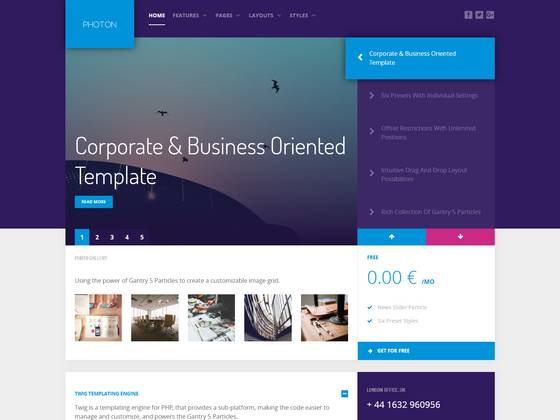 PHOTON
HOME FEATURES PAGES LAYOUTS STYLES
Corporate & Business Oriented
Template
Six Presets With Individual Settings
Offset Restrictions With Unlimited
Positions
Intuitive Drag And Drop Layout
Possibilities
Rich Collection Of Gantry 5 Particles
Corporate & Business Oriented
Template
READ MORE
1 2 3 4 5
PHOTO GALLERY
Using the power of Gantry 5 Particles to create a customizable image grid.
FREE
0.00 € /MO
News Slider Particle
Six Preset Styles
GET FOR FREE
TWIG TEMPLATING ENGINE
Twig is a templating engine for PHP, that provides a sub-platform, making the code easier to
manage and customize, and powers the Gantry 5 Particles.
LONDON OFFICE, UK
+ 44 1632 960956